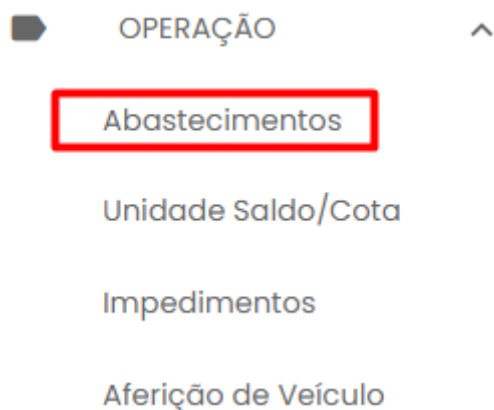 OPERAÇÃO
Abastecimentos
Unidade Saldo/Cota
Impedimentos
Aferição de Veículo